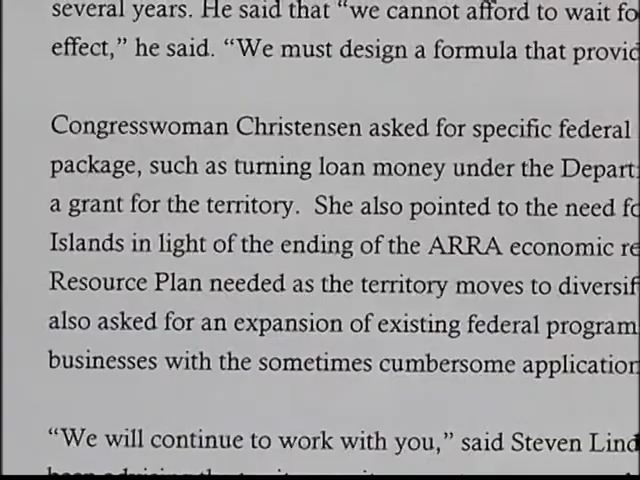 several years. He said that “we cannot afford to wait fo
effect,” he said. “We must design a formula that provid
Congresswoman Christensen asked for specific federal
package, such as turning loan money under the Depart
a grant for the territory.  She also pointed to the need fo
Islands in light of the ending of the ARRA economic re
Resource Plan needed as the territory moves to diversif
also asked for an expansion of existing federal program
businesses with the sometimes cumbersome application
“We will continue to work with you,” said Steven Lind